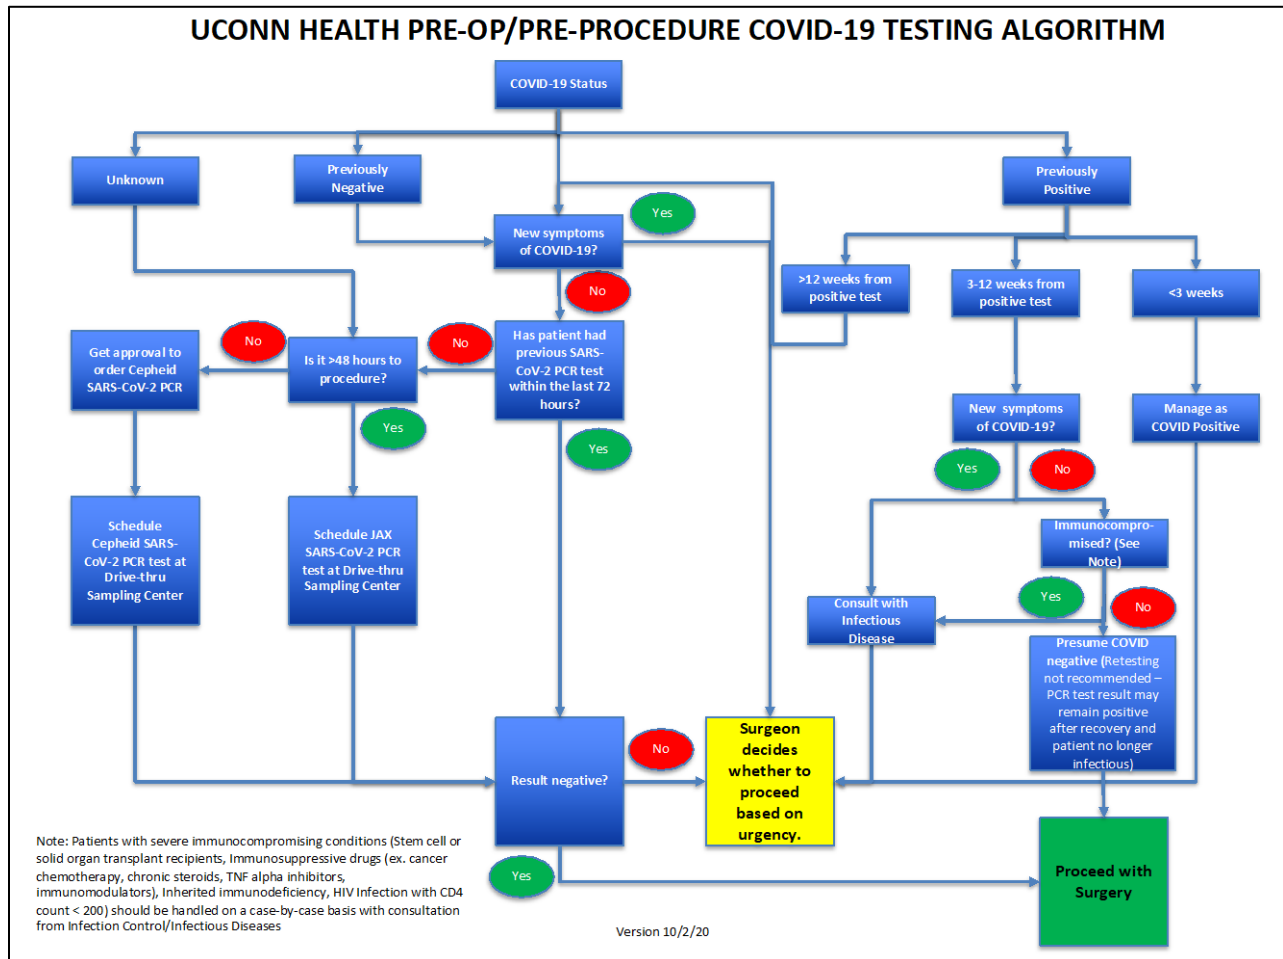 UCONN HEALTH PRE-OP/PRE-PROCEDURE COVID-19 TESTING ALGORITHM
COVID-19 Status
Unknown
Previously
Negative
Previously
Positive
New symptoms
of COVID-19?
Yes
No
>12 weeks from
positive test
3-12 weeks from
positive test
<3 weeks
Get approval to
order Cepheid
SARS-CoV-2 PCR
No
Is it >48 hours to
procedure?
No
Has patient had
previous SARS-
CoV-2 PCR test
within the last 72
hours?
Yes
Yes
New  symptoms
of COVID-19?
Manage as
COVID Positive
Yes
No
Schedule
Cepheid SARS-
CoV-2 PCR test at
Drive-thru
Sampling Center
Schedule JAX
SARS-CoV-2 PCR
test at Drive-thru
Sampling Center
Immunocompro-
mised? (See
Note)
Yes
No
Consult with
Infectious
Disease
Presume COVID
negative (Retesting
not recommended –
PCR test result may
remain positive
after recovery and
patient no longer
infectious)
Result negative?
No
Yes
Surgeon
decides
whether to
proceed
based on
urgency.
Proceed with
Surgery
Note: Patients with severe immunocompromising conditions (Stem cell or
solid organ transplant recipients, Immunosuppressive drugs (ex. cancer
chemotherapy, chronic steroids, TNF alpha inhibitors,
immunomodulators), Inherited immunodeficiency, HIV Infection with CD4
count < 200) should be handled on a case-by-case basis with consultation
from Infection Control/Infectious Diseases
Version 10/2/20